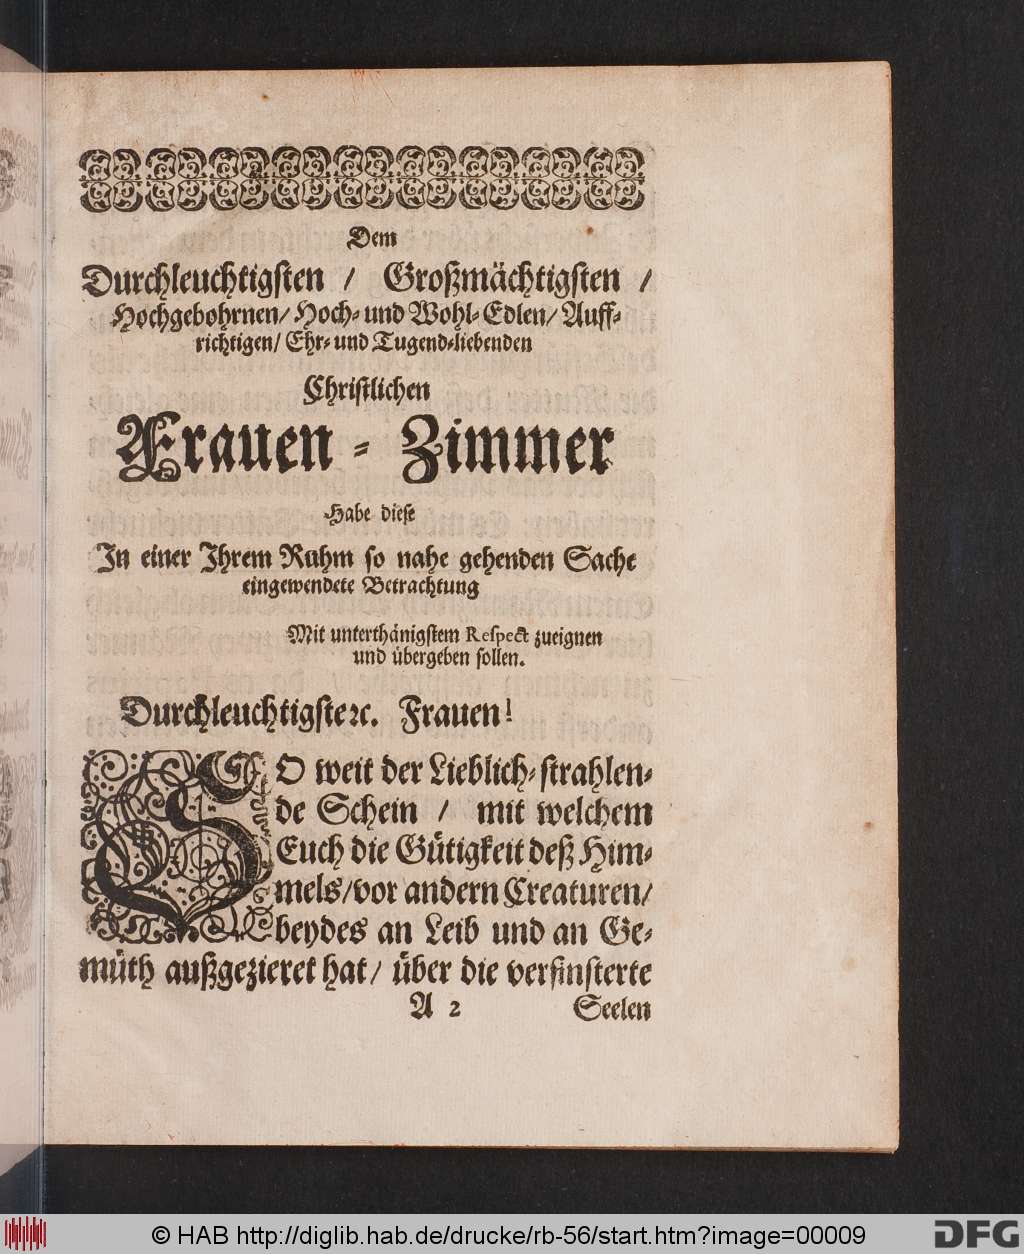 Dem
Durchleuchtigſten / Großmächtigſten /
Hochgebohrnen/ Hoch- und Wohl-Edlen/ Auff-
richtigen/ Ehr- und Tugend-liebenden
Chriſtlichen
Frauen - Zimmer
Habe dieſe
In einer Ihrem Ruhm ſo nahe gehenden Sache
eingewendete Betrachtung
Mit unterthänigſtem Reſpect zueignen
und übergeben ſollen.
Durchleuchtigſte ꝛc. Frauen!
SO weit der Lieblich-ſtrahlen-
de Schein / mit welchem
Euch die Gütigkeit deß Him-
mels/ vor andern Creaturen/
beydes an Leib und an Ge-
müth außgezieret hat/ über die verfinſterte
A 2 Seelen
© HAB http://diglib.hab.de/drucke/rb-56/start.htm?image=00009
DFG